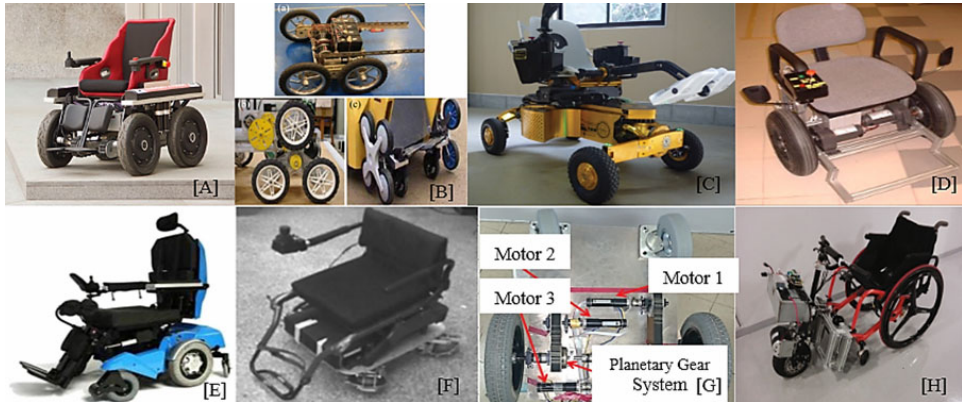 (a)
(c)
[A]
[B]
[C]
[D]
Motor 2
Motor 1
Motor 3
Planetary Gear
System
[E]
[F]
[G]
[H]